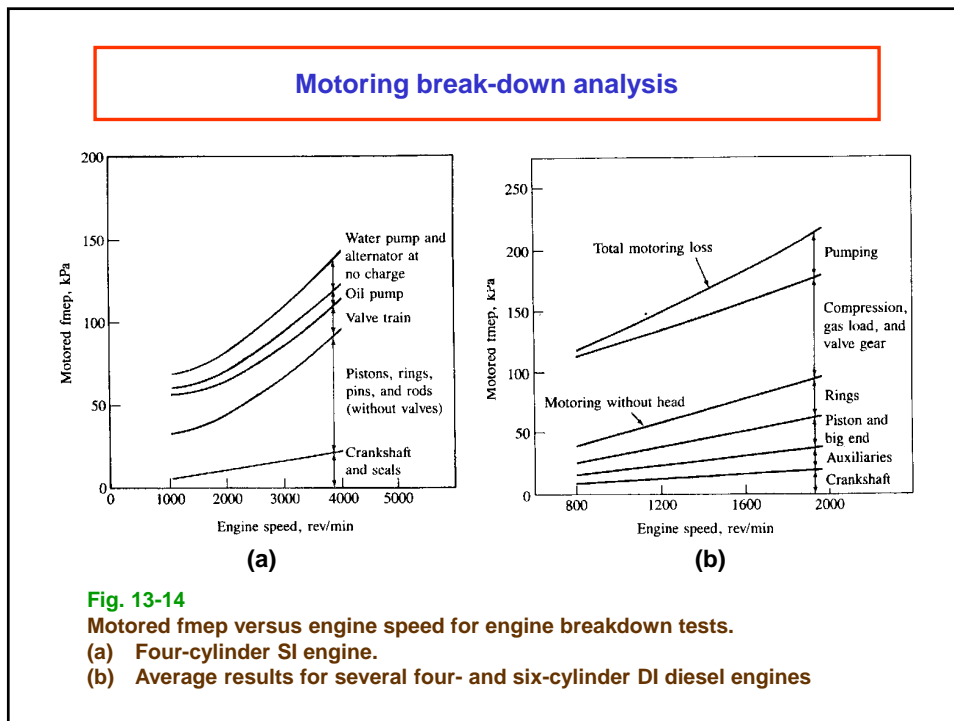 Motoring break-down analysis
200
150
100
50
0
Motored fmep, kPa
Water pump and
alternator at
no charge
Oil pump
Valve train
Pistons, rings,
pins, and rods
(without valves)
Crankshaft
and seals
0
1000
2000
3000
4000
5000
Engine speed, rev/min
(a)
250
200
150
100
50
0
Motored fmep, kPa
Total motoring loss
Motoring without head
Pumping
Compression,
gas load, and
valve gear
Rings
Piston and
big end
Auxiliaries
Crankshaft
800
1200
1600
2000
Engine speed, rev/min
(b)
Fig. 13-14
Motored fmep versus engine speed for engine breakdown tests.
(a) Four-cylinder SI engine.
(b) Average results for several four- and six-cylinder DI diesel engines